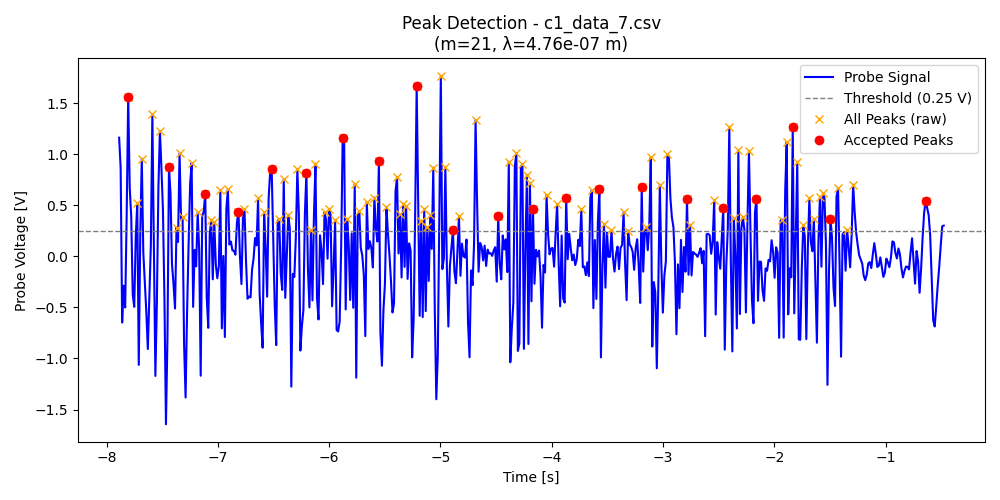 Peak Detection - c1_data_7.csv
(m=21, λ=4.76e-07 m)
Probe Signal
Threshold (0.25 V)
All Peaks (raw)
Accepted Peaks
Probe Voltage [V]
1.5
1.0
0.5
0.0
−0.5
−1.0
−1.5
−8 −7 −6 −5 −4 −3 −2 −1
Time [s]